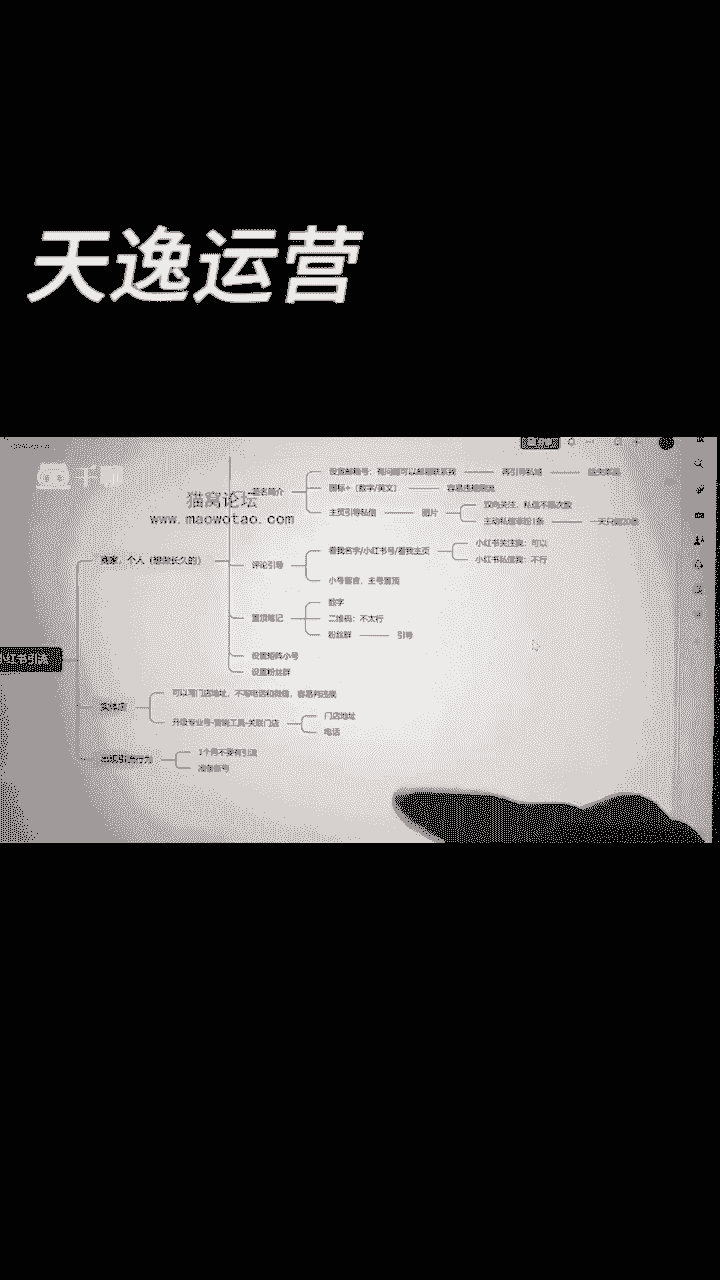 天逸运营
千聊
猫窝论坛
www.maowotao.com
签名简介
设置邮箱号：有问题可以邮箱联系我
再引导私域
图标+（数字/英文）
容易违规限流
主页引导私信
图片
双向关注，私信不限次数
主动私信非粉1条
一天只能20条
商家、个人（想做长久的）
评论引导
看我名字/小红书号/看我主页
小红书关注我：可以
小红书私信我：不行
小号留言，主号置顶
置顶笔记
数字
二维码：不太行
粉丝群
引导
设置矩阵小号
设置粉丝群
小红书引流
实体店
可以写门店地址，不写电话和微信，容易判违规
升级专业号-营销工具-关联门店
门店地址
电话
出现引流行为
1个月不要有引流
准备新号